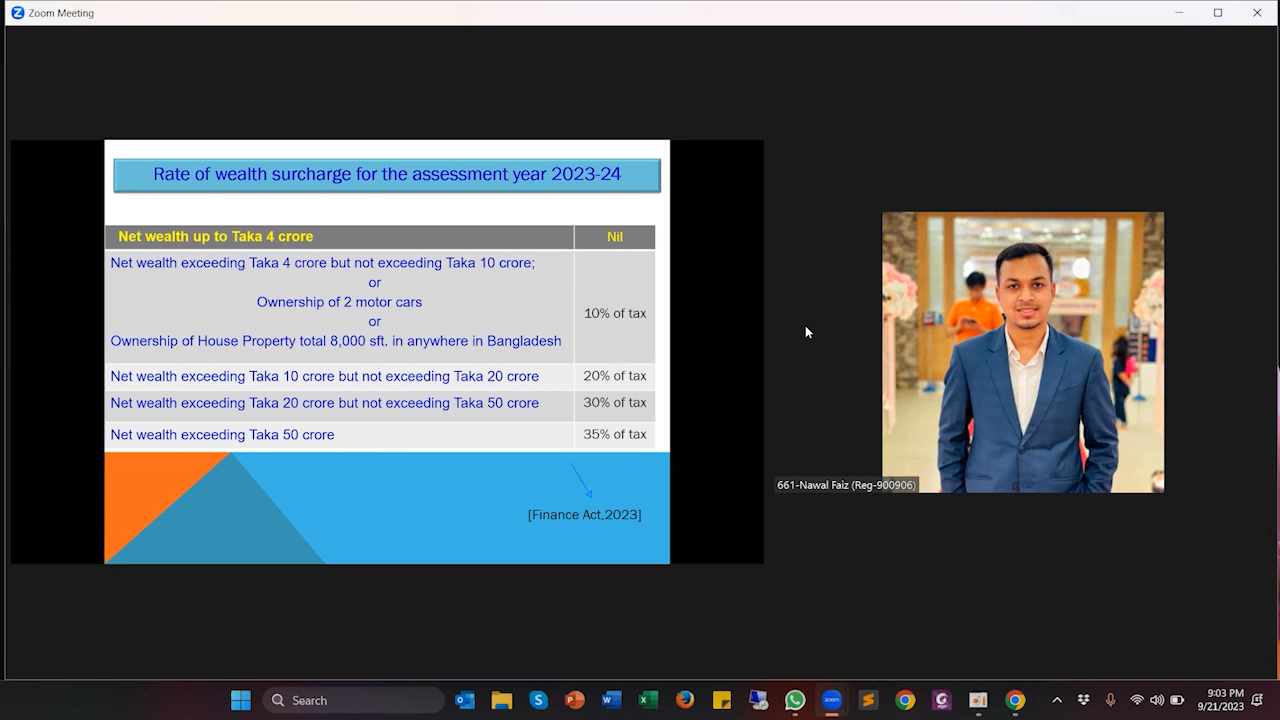 Zoom Meeting
Rate of wealth surcharge for the assessment year 2023-24
Net wealth up to Taka 4 crore
Nil
Net wealth exceeding Taka 4 crore but not exceeding Taka 10 crore;
or
Ownership of 2 motor cars
or
Ownership of House Property total 8,000 sft. in anywhere in Bangladesh
10% of tax
Net wealth exceeding Taka 10 crore but not exceeding Taka 20 crore
20% of tax
Net wealth exceeding Taka 20 crore but not exceeding Taka 50 crore
30% of tax
Net wealth exceeding Taka 50 crore
35% of tax
[Finance Act,2023]
661-Nawal Faiz (Reg-900906)
Search
zoom
9:03 PM
9/21/2023